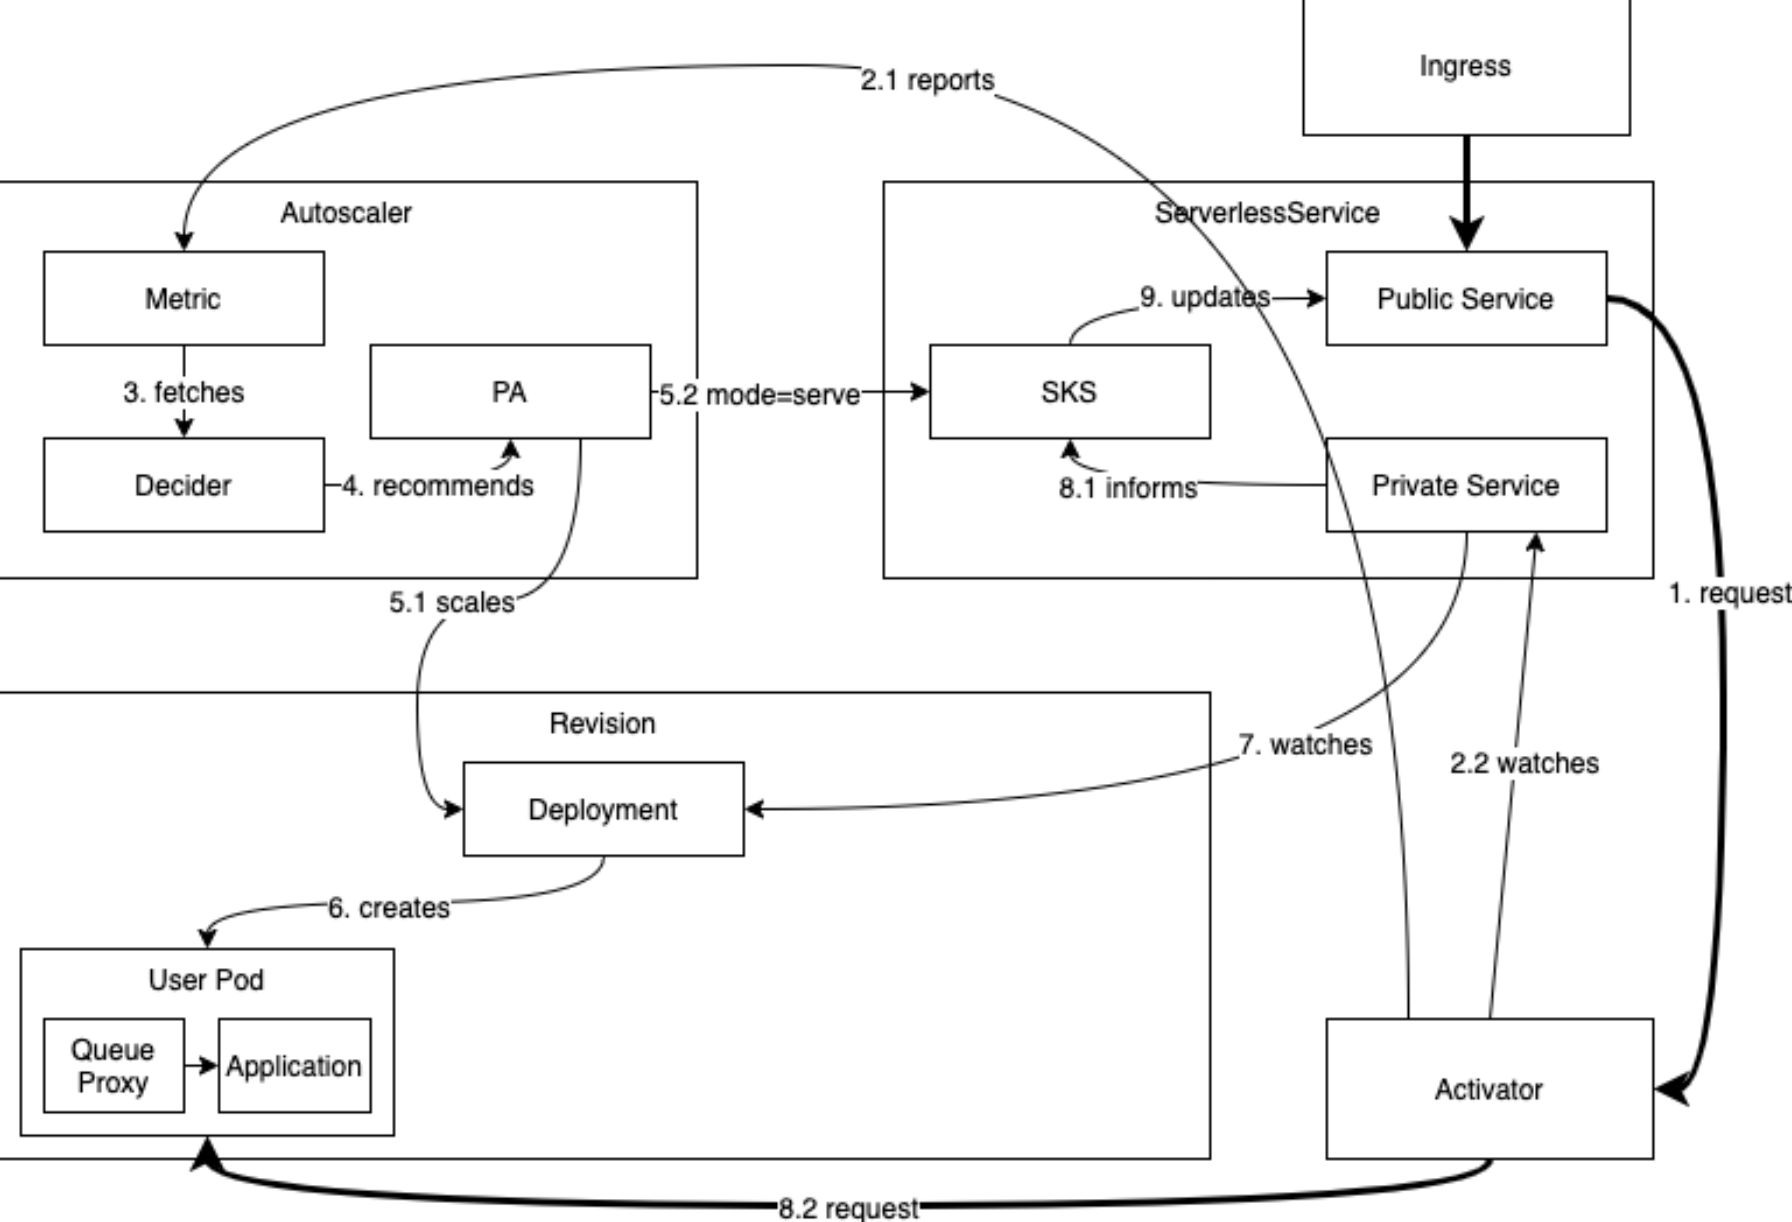 Ingress
2.1 reports
Autoscaler
ServerlessService
Metric
9. updates
Public Service
3. fetches
PA
5.2 mode=serve
SKS
Decider
4. recommends
8.1 informs
Private Service
5.1 scales
1. request
Revision
7. watches
2.2 watches
Deployment
6. creates
User Pod
Queue
Proxy
Application
Activator
8.2 request